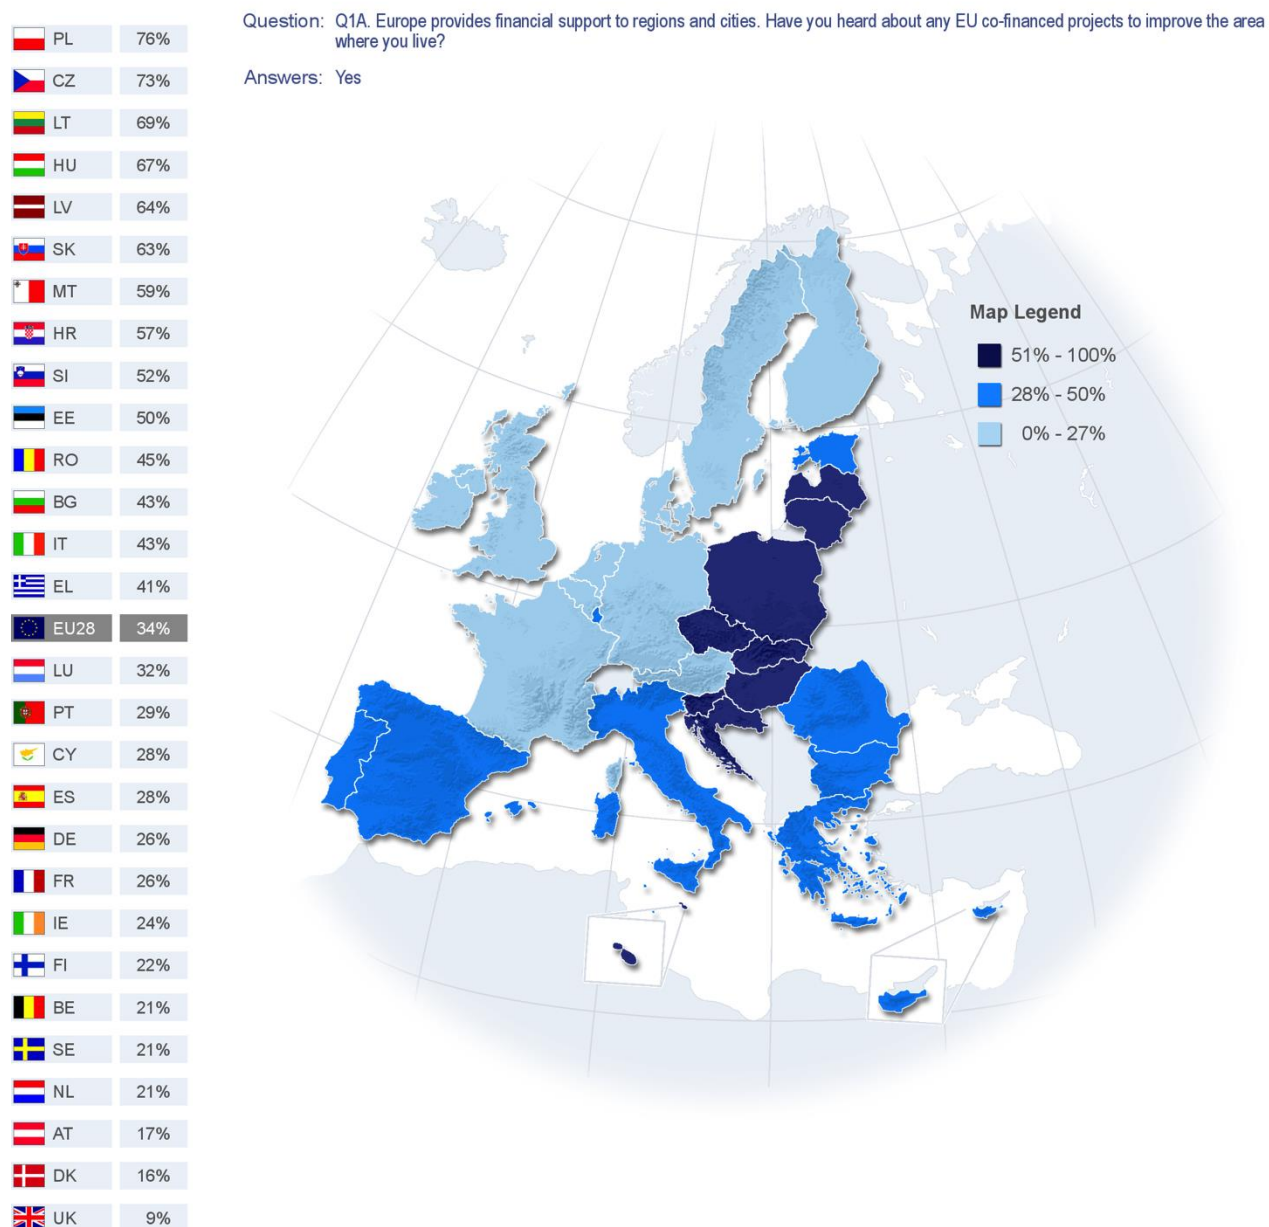 Question: Q1A. Europe provides financial support to regions and cities. Have you heard about any EU co-financed projects to improve the area
where you live?
Answers: Yes
PL 76%
CZ 73%
LT 69%
HU 67%
LV 64%
SK 63%
MT 59%
HR 57%
SI 52%
EE 50%
RO 45%
BG 43%
IT 43%
EL 41%
EU28 34%
LU 32%
PT 29%
CY 28%
ES 28%
DE 26%
FR 26%
IE 24%
FI 22%
BE 21%
SE 21%
NL 21%
AT 17%
DK 16%
UK 9%
Map Legend
51% - 100%
28% - 50%
0% - 27%